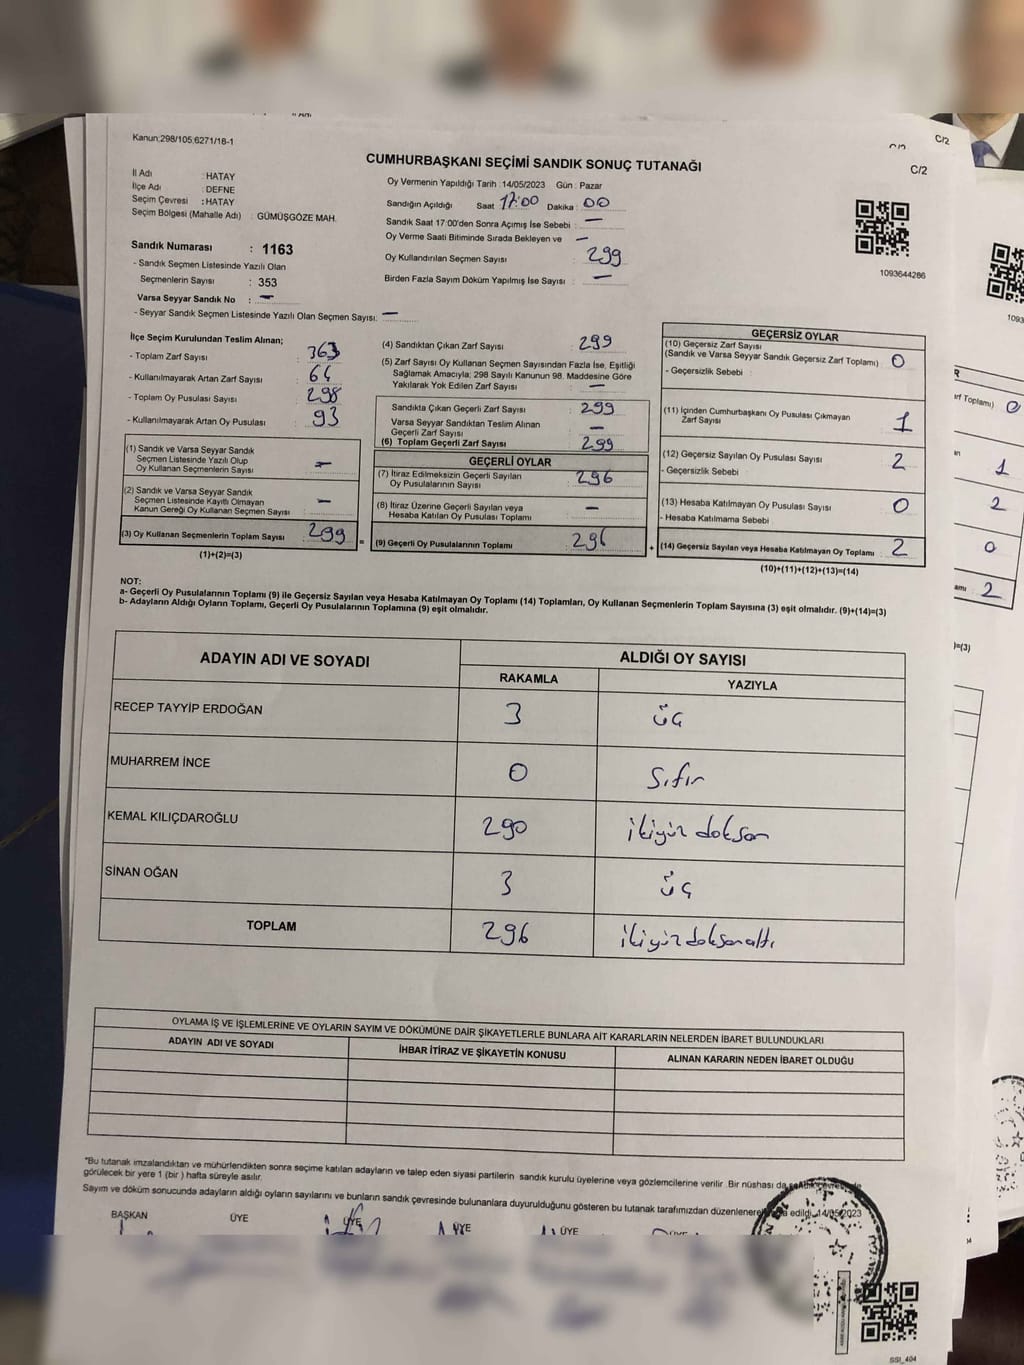 Kanun:298/105:6271/18-1
C/2
C/2
CUMHURBAŞKANI SEÇİMİ SANDIK SONUÇ TUTANAĞI
İl Adı : HATAY
İlçe Adı : DEFNE
Seçim Çevresi : HATAY
Seçim Bölgesi (Mahalle Adı) : GÜMÜŞGÖZE MAH.
Sandık Numarası : 1163
- Sandık Seçmen Listesinde Yazılı Olan
Seçmenlerin Sayısı : 353
Varsa Seyyar Sandık No : —
- Seyyar Sandık Seçmen Listesinde Yazılı Olan Seçmen Sayısı: —
Oy Vermenin Yapıldığı Tarih :14/05/2023 Gün : Pazar
Sandığın Açıldığı Saat 17:00 Dakika : 00
Sandık Saat 17:00'den Sonra Açımış İse Sebebi : —
Oy Verme Saati Bitiminde Sırada Bekleyen ve —
Oy Kullandırılan Seçmen Sayısı : 299
Birden Fazla Sayım Döküm Yapılmış İse Sayısı : —
1093644286
İlçe Seçim Kurulundan Teslim Alınan;
- Toplam Zarf Sayısı : 363
- Kullanılmayarak Artan Zarf Sayısı : 64
- Toplam Oy Pusulası Sayısı : 298
- Kullanılmayarak Artan Oy Pusulası : 93
(1) Sandık ve Varsa Seyyar Sandık
Seçmen Listesinde Yazılı Olup
Oy Kullanan Seçmenlerin Sayısı : —
(2) Sandık ve Varsa Seyyar Sandık
Seçmen Listesinde Kayıtlı Olmayan
Kanun Gereği Oy Kullanan Seçmen Sayısı : —
(3) Oy Kullanan Seçmenlerin Toplam Sayısı : 299
(1)+(2)=(3)
(4) Sandıktan Çıkan Zarf Sayısı : 299
(5) Zarf Sayısı Oy Kullanan Seçmen Sayısından Fazla İse, Eşitliği
Sağlamak Amacıyla; 298 Sayılı Kanunun 98. Maddesine Göre
Yakılarak Yok Edilen Zarf Sayısı : —
Sandıkta Çıkan Geçerli Zarf Sayısı : 299
Varsa Seyyar Sandıktan Teslim Alınan
Geçerli Zarf Sayısı : —
(6) Toplam Geçerli Zarf Sayısı : 299
GEÇERLİ OYLAR
(7) İtiraz Edilmeksizin Geçerli Sayılan
Oy Pusulalarının Sayısı : 296
(8) İtiraz Üzerine Geçerli Sayılan veya
Hesaba Katılan Oy Pusulası Toplamı : —
= (9) Geçerli Oy Pusulalarının Toplamı : 296
GEÇERSİZ OYLAR
(10) Geçersiz Zarf Sayısı
(Sandık ve Varsa Seyyar Sandık Geçersiz Zarf Toplamı) : 0
- Geçersizlik Sebebi :
(11) İçinden Cumhurbaşkanı Oy Pusulası Çıkmayan
Zarf Sayısı : 1
(12) Geçersiz Sayılan Oy Pusulası Sayısı : 2
- Geçersizlik Sebebi :
(13) Hesaba Katılmayan Oy Pusulası Sayısı : 0
- Hesaba Katılmama Sebebi :
+ (14) Geçersiz Sayılan veya Hesaba Katılmayan Oy Toplamı : 2
(10)+(11)+(12)+(13)=(14)
NOT:
a- Geçerli Oy Pusulalarının Toplamı (9) ile Geçersiz Sayılan veya Hesaba Katılmayan Oy Toplamı (14) Toplamları, Oy Kullanan Seçmenlerin Toplam Sayısına (3) eşit olmalıdır. (9)+(14)=(3)
b- Adayların Aldığı Oyların Toplamı, Geçerli Oy Pusulalarının Toplamına (9) eşit olmalıdır.
ADAYIN ADI VE SOYADI
ALDIĞI OY SAYISI
RAKAMLA YAZIYLA
RECEP TAYYİP ERDOĞAN 3 üç
MUHARREM İNCE 0 sıfır
KEMAL KILIÇDAROĞLU 290 ikiyüz doksan
SİNAN OĞAN 3 üç
TOPLAM 296 ikiyüz doksanaltı
OYLAMA İŞ VE İŞLEMLERİNE VE OYLARIN SAYIM VE DÖKÜMÜNE DAİR ŞİKAYETLERLE BUNLARA AİT KARARLARIN NELERDEN İBARET BULUNDUKLARI
ADAYIN ADI VE SOYADI İHBAR İTİRAZ VE ŞİKAYETİN KONUSU ALINAN KARARIN NEDEN İBARET OLDUĞU
*Bu tutanak imzalandıktan ve mühürlendikten sonra seçime katılan adayların ve talep eden siyasi partilerin sandık kurulu üyelerine veya gözlemcilerine verilir. Bir nüshası da
görülecek bir yere 1 (bir ) hafta süreyle asılır.
Sayım ve döküm sonucunda adayların aldığı oyların sayılarını ve bunların sandık çevresinde bulunanlara duyurulduğunu gösteren bu tutanak tarafımızdan düzenlenerek edildi. 14/05/2023
BAŞKAN ÜYE ÜYE ÜYE ÜYE
SSI_404
1093
rf Toplamı) 0
1
2
0
2
)=(3)